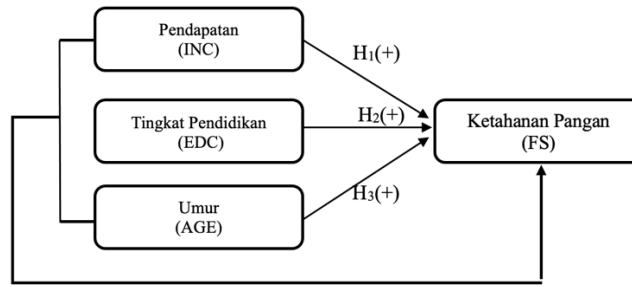 Pendapatan
(INC)
H₁(+)
Tingkat Pendidikan
(EDC)
H₂(+)
Ketahanan Pangan
(FS)
Umur
(AGE)
H₃(+)